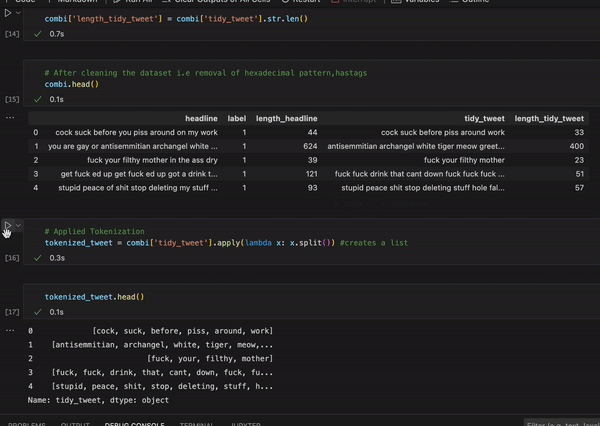 Code Markdown Run All Clear Outputs of All Cells Restart Interrupt Variables Outline
combi['length_tidy_tweet'] = combi['tidy_tweet'].str.len()
[14] 0.7s
# After cleaning the dataset i.e removal of hexadecimal pattern,hastags
combi.head()
[15] 0.1s
headline label length_headline tidy_tweet length_tidy_tweet
0 cock suck before you piss around on my work 1 44 cock suck before piss around work 33
1 you are gay or antisemmitian archangel white ... 1 624 antisemmitian archangel white tiger meow greet... 400
2 fuck your filthy mother in the ass dry 1 39 fuck your filthy mother 23
3 get fuck ed up get fuck ed up got a drink t... 1 121 fuck fuck drink that cant down fuck fuck fuck ... 51
4 stupid peace of shit stop deleting my stuff ... 1 93 stupid peace shit stop deleting stuff hole fal... 57
# Applied Tokenization
tokenized_tweet = combi['tidy_tweet'].apply(lambda x: x.split()) #creates a list
[16] 0.3s
tokenized_tweet.head()
[17] 0.1s
0 [cock, suck, before, piss, around, work]
1 [antisemmitian, archangel, white, tiger, meow,...
2 [fuck, your, filthy, mother]
3 [fuck, fuck, drink, that, cant, down, fuck, fu...
4 [stupid, peace, shit, stop, deleting, stuff, h...
Name: tidy_tweet, dtype: object
PROBLEMS OUTPUT DEBUG CONSOLE TERMINAL JUPYTER Filter (e.g. text,